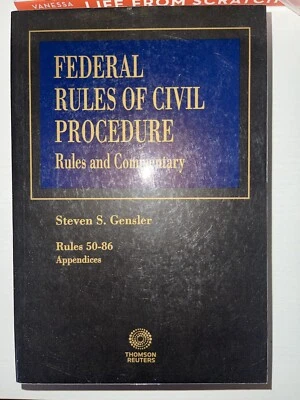 VANESSA LIFE FROM SCRATCH
FEDERAL
RULES OF CIVIL
PROCEDURE
Rules and Commentary
Steven S. Gensler
Rules 50-86
Appendices
THOMSON
REUTERS